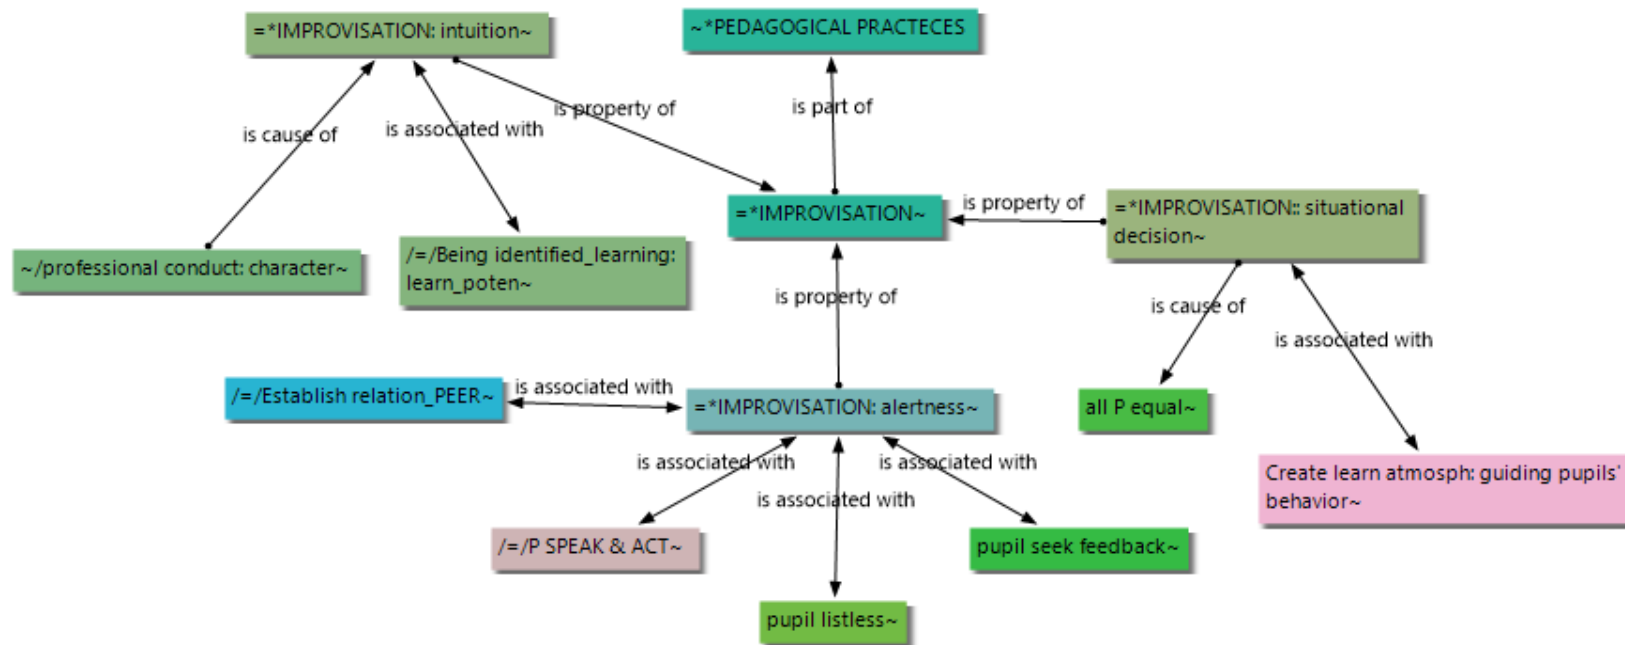 =*IMPROVISATION: intuition~
~*PEDAGOGICAL PRACTECES
is cause of
is associated with
is property of
is part of
=*IMPROVISATION~
is property of
=*IMPROVISATION:: situational
decision~
~/professional conduct: character~
/=/Being identified_learning:
learn_poten~
is property of
is cause of
is associated with
/=/Establish relation_PEER~
is associated with
=*IMPROVISATION: alertness~
all P equal~
is associated with
is associated with
is associated with
Create learn atmosph: guiding pupils'
behavior~
/=/P SPEAK & ACT~
pupil seek feedback~
pupil listless~